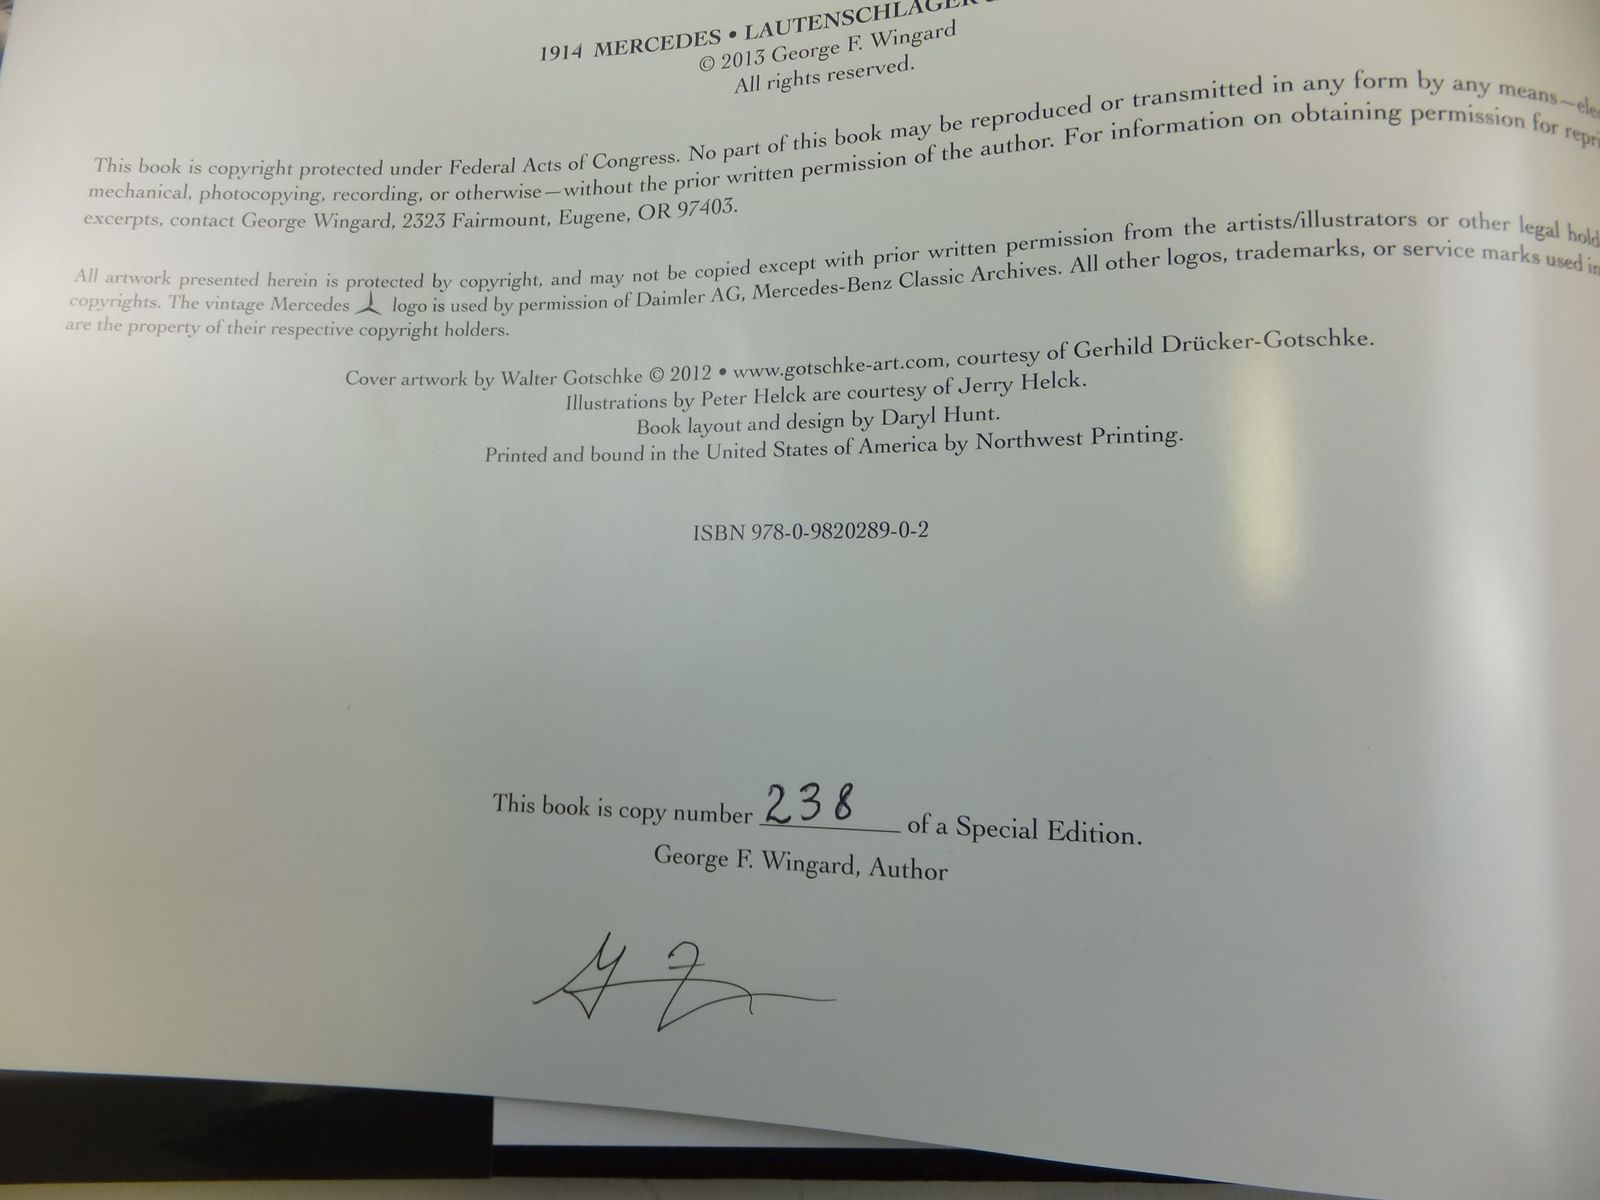 1914 MERCEDES • LAUTENSCHLAGER
© 2013 George F. Wingard
All rights reserved.
This book is copyright protected under Federal Acts of Congress. No part of this book may be reproduced or transmitted in any form by any means—
mechanical, photocopying, recording, or otherwise—without the prior written permission of the author. For information on obtaining permission for
excerpts, contact George Wingard, 2323 Fairmount, Eugene, OR 97403.
All artwork presented herein is protected by copyright, and may not be copied except with prior written permission from the artists/illustrators or other legal
copyrights. The vintage Mercedes logo is used by permission of Daimler AG, Mercedes-Benz Classic Archives. All other logos, trademarks, or service marks used in
are the property of their respective copyright holders.
Cover artwork by Walter Gotschke © 2012 • www.gotschke-art.com, courtesy of Gerhild Drücker-Gotschke.
Illustrations by Peter Helck are courtesy of Jerry Helck.
Book layout and design by Daryl Hunt.
Printed and bound in the United States of America by Northwest Printing.
ISBN 978-0-9820289-0-2
This book is copy number 238 of a Special Edition.
George F. Wingard, Author